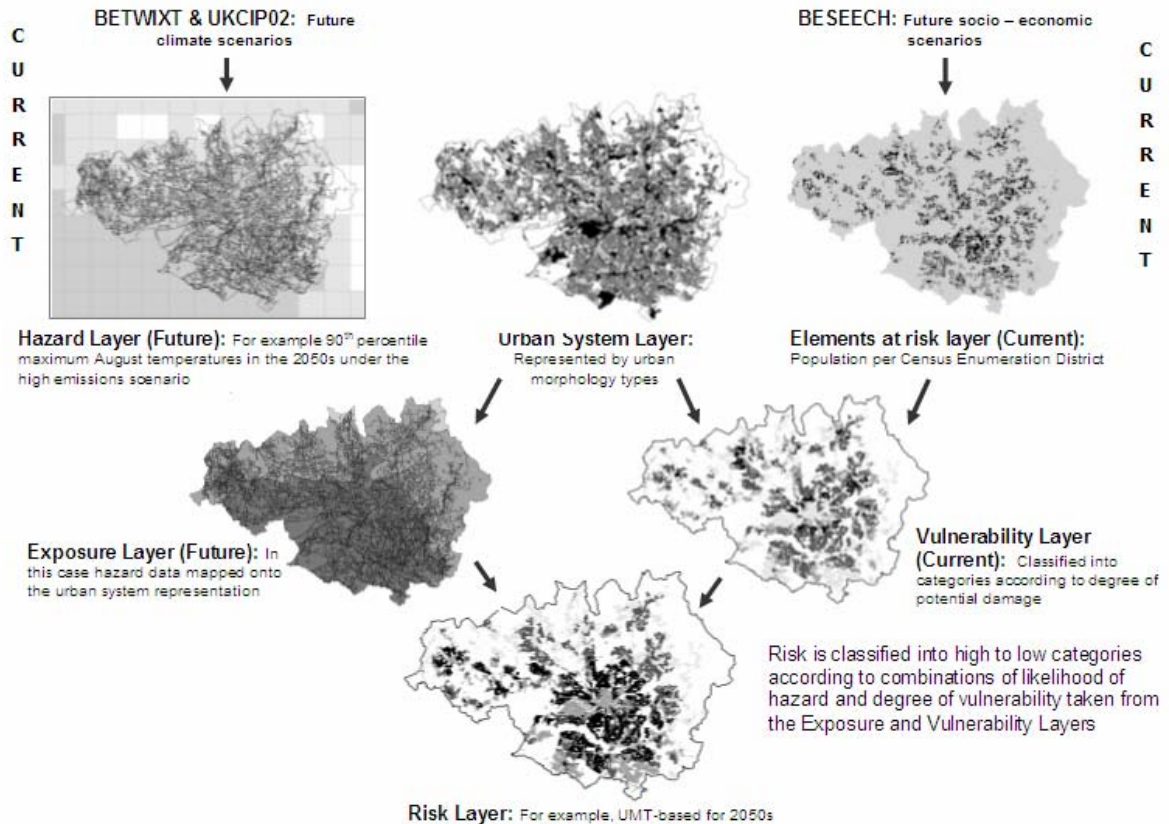 BETWIXT & UKCIP02: Future
climate scenarios
BESEECH: Future socio – economic
scenarios
C
U
R
R
E
N
T
C
U
R
R
E
N
T
Hazard Layer (Future): For example 90th percentile
maximum August temperatures in the 2050s under the
high emissions scenario
Urban System Layer:
Represented by urban
morphology types
Elements at risk layer (Current):
Population per Census Enumeration District
Exposure Layer (Future): In
this case hazard data mapped onto
the urban system representation
Vulnerability Layer
(Current): Classified into
categories according to degree of
potential damage
Risk is classified into high to low categories
according to combinations of likelihood of
hazard and degree of vulnerability taken from
the Exposure and Vulnerability Layers
Risk Layer: For example, UMT-based for 2050s